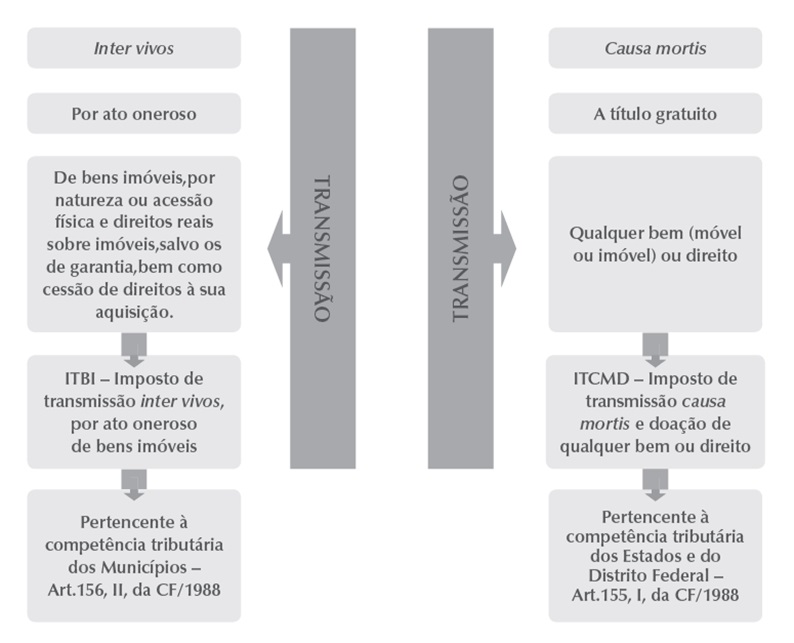 Inter vivos
Por ato oneroso
De bens imóveis,por
natureza ou acessão
física e direitos reais
sobre imóveis,salvo os
de garantia,bem como
cessão de direitos à sua
aquisição.
ITBI – Imposto de
transmissão inter vivos,
por ato oneroso
de bens imóveis
Pertencente à
competência tributária
dos Municípios –
Art.156, II, da CF/1988
TRANSMISSÃO
TRANSMISSÃO
Causa mortis
A título gratuito
Qualquer bem (móvel
ou imóvel) ou direito
ITCMD – Imposto de
transmissão causa
mortis e doação de
qualquer bem ou direito
Pertencente à
competência tributária
dos Estados e do
Distrito Federal –
Art.155, I, da CF/1988